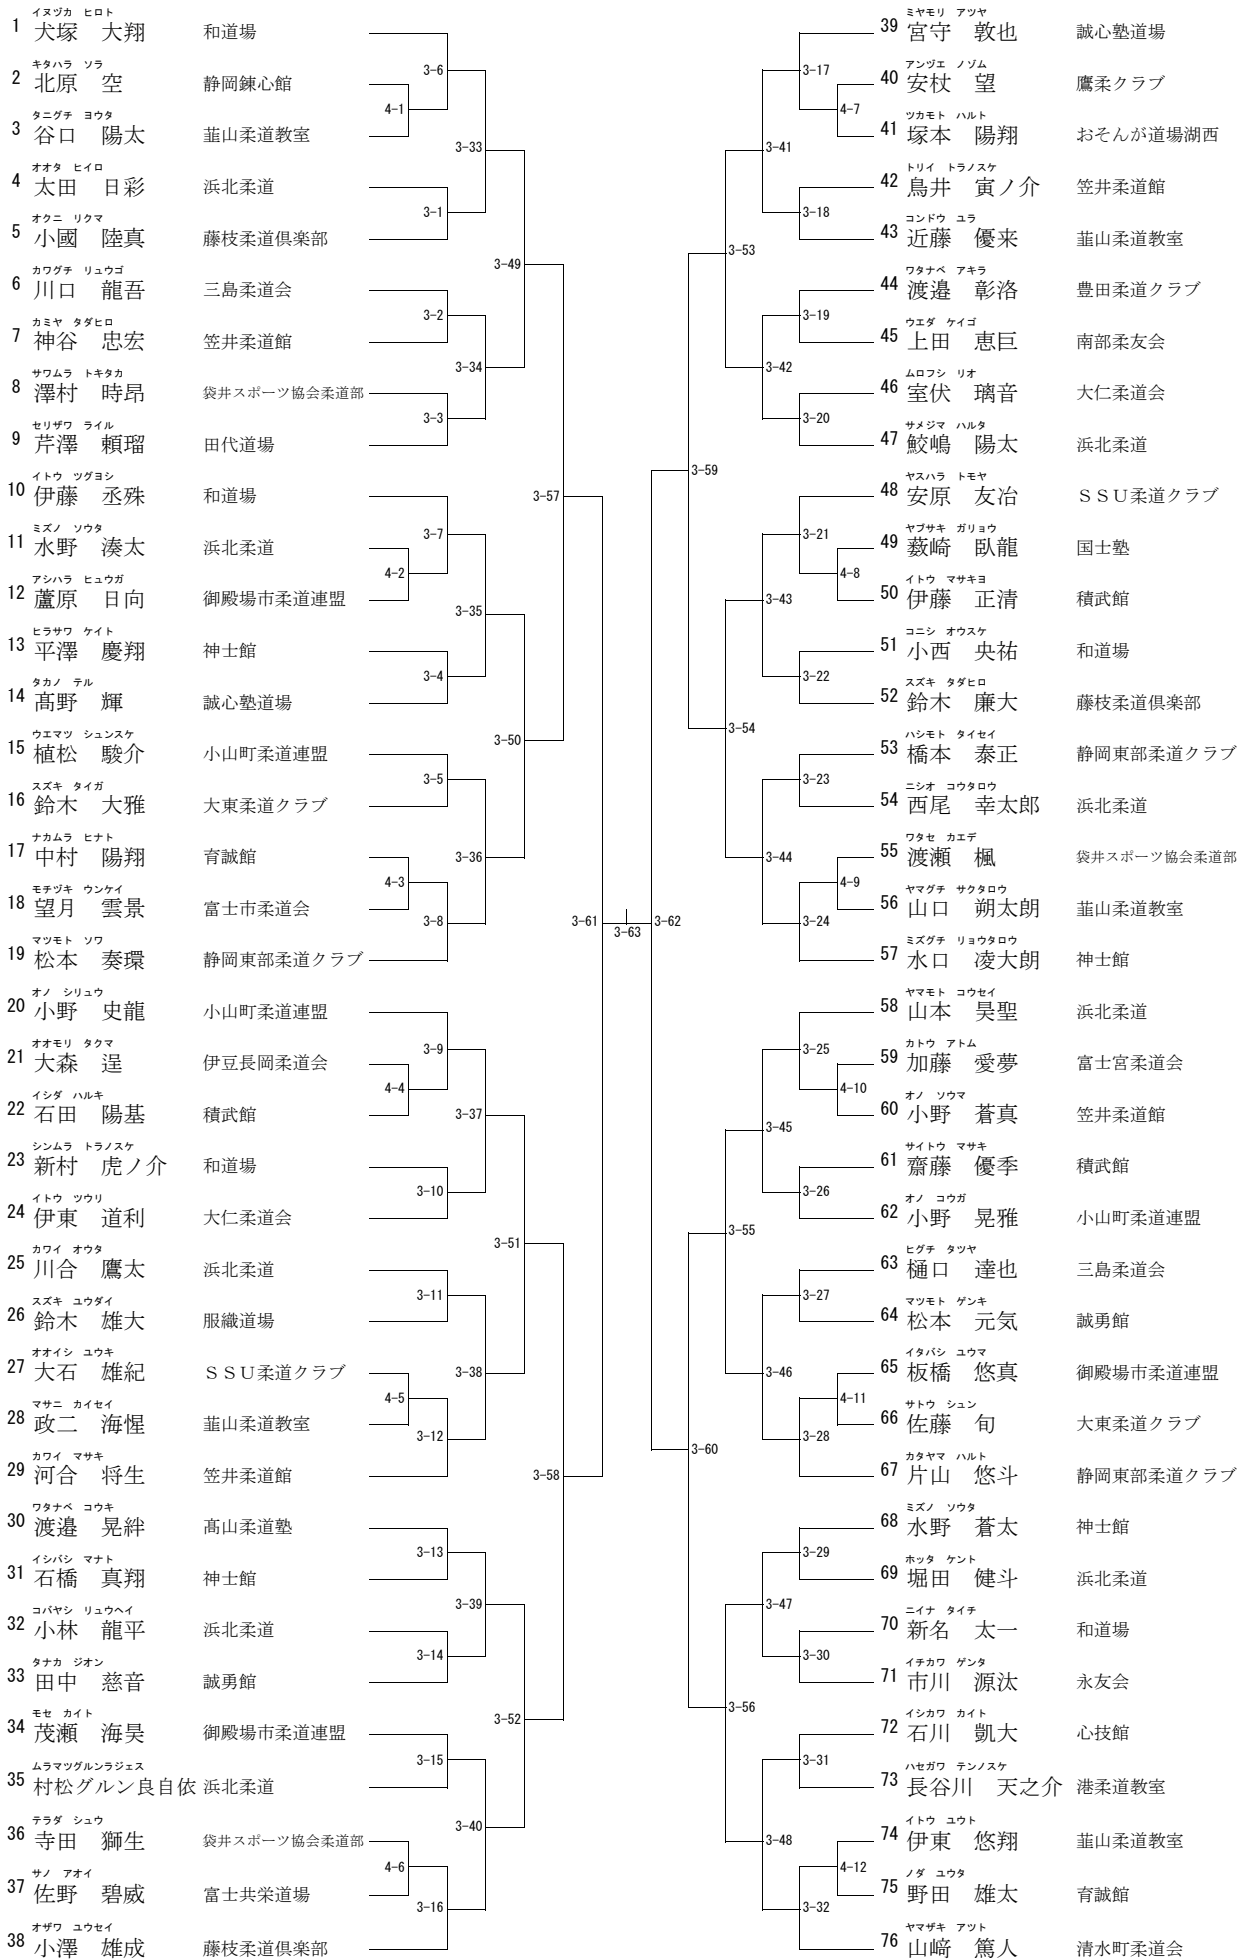 イヌヅカ　ヒロト
1 犬塚　大翔 和道場
キタハラ　ソラ
2 北原　空 静岡錬心館
タニグチ　ヨウタ
3 谷口　陽太 韮山柔道教室
オオタ　ヒイロ
4 太田　日彩 浜北柔道
オクニ　リクマ
5 小國　陸真 藤枝柔道倶楽部
カワグチ　リュウゴ
6 川口　龍吾 三島柔道会
カミヤ　タダヒロ
7 神谷　忠宏 笠井柔道館
サワムラ　トキタカ
8 澤村　時昂 袋井スポーツ協会柔道部
セリザワ　ライル
9 芹澤　頼瑠 田代道場
イトウ　ツグヨシ
10 伊藤　丞殊 和道場
ミズノ　ソウタ
11 水野　湊太 浜北柔道
アシハラ　ヒュウガ
12 蘆原　日向 御殿場市柔道連盟
ヒラサワ　ケイト
13 平澤　慶翔 神士館
タカノ　テル
14 髙野　輝 誠心塾道場
ウエマツ　シュンスケ
15 植松　駿介 小山町柔道連盟
スズキ　タイガ
16 鈴木　大雅 大東柔道クラブ
ナカムラ　ヒナト
17 中村　陽翔 育誠館
モチヅキ　ウンケイ
18 望月　雲景 富士市柔道会
マツモト　ソワ
19 松本　奏環 静岡東部柔道クラブ
オノ　シリュウ
20 小野　史龍 小山町柔道連盟
オオモリ　タクマ
21 大森　逞 伊豆長岡柔道会
イシダ　ハルキ
22 石田　陽基 積武館
シンムラ　トラノスケ
23 新村　虎ノ介 和道場
イトウ　ツウリ
24 伊東　道利 大仁柔道会
カワイ　オウタ
25 川合　鷹太 浜北柔道
スズキ　ユウダイ
26 鈴木　雄大 服織道場
オオイシ　ユウキ
27 大石　雄紀 ＳＳＵ柔道クラブ
マサニ　カイセイ
28 政二　海惺 韮山柔道教室
カワイ　マサキ
29 河合　将生 笠井柔道館
ワタナベ　コウキ
30 渡邉　晃絆 髙山柔道塾
イシバシ　マナト
31 石橋　真翔 神士館
コバヤシ　リュウヘイ
32 小林　龍平 浜北柔道
タナカ　ジオン
33 田中　慈音 誠勇館
モセ　カイト
34 茂瀬　海昊 御殿場市柔道連盟
ムラマツグルンラジェス
35 村松グルン良自依 浜北柔道
テラダ　シュウ
36 寺田　獅生 袋井スポーツ協会柔道部
サノ　アオイ
37 佐野　碧威 富士共栄道場
オザワ　ユウセイ
38 小澤　雄成 藤枝柔道倶楽部
3-6
4-1
3-33
3-1
3-49
3-2
3-34
3-3
3-57
3-7
4-2
3-35
3-4
3-50
3-5
3-36
4-3
3-8
3-61
3-63
3-62
3-9
4-4
3-37
3-10
3-51
3-11
3-38
4-5
3-12
3-58
3-13
3-39
3-14
3-52
3-15
3-40
4-6
3-16
3-17
4-7
3-41
3-18
3-53
3-19
3-42
3-20
3-59
3-21
4-8
3-43
3-22
3-54
3-23
3-44
4-9
3-24
3-25
4-10
3-45
3-26
3-55
3-27
3-46
4-11
3-28
3-60
3-29
3-47
3-30
3-56
3-31
3-48
4-12
3-32
ミヤモリ　アツヤ
39 宮守　敦也 誠心塾道場
アンヅエ　ノゾム
40 安杖　望 鷹柔クラブ
ツカモト　ハルト
41 塚本　陽翔 おそんが道場湖西
トリイ　トラノスケ
42 鳥井　寅ノ介 笠井柔道館
コンドウ　ユラ
43 近藤　優来 韮山柔道教室
ワタナベ　アキラ
44 渡邉　彰洛 豊田柔道クラブ
ウエダ　ケイゴ
45 上田　恵巨 南部柔友会
ムロフシ　リオ
46 室伏　璃音 大仁柔道会
サメジマ　ハルタ
47 鮫嶋　陽太 浜北柔道
ヤスハラ　トモヤ
48 安原　友冶 ＳＳＵ柔道クラブ
ヤブサキ　ガリョウ
49 薮崎　臥龍 国士塾
イトウ　マサキヨ
50 伊藤　正清 積武館
コニシ　オウスケ
51 小西　央祐 和道場
スズキ　タダヒロ
52 鈴木　廉大 藤枝柔道倶楽部
ハシモト　タイセイ
53 橋本　泰正 静岡東部柔道クラブ
ニシオ　コウタロウ
54 西尾　幸太郎 浜北柔道
ワタセ　カエデ
55 渡瀬　楓 袋井スポーツ協会柔道部
ヤマグチ　サクタロウ
56 山口　朔太朗 韮山柔道教室
ミズグチ　リョウタロウ
57 水口　凌大朗 神士館
ヤマモト　コウセイ
58 山本　昊聖 浜北柔道
カトウ　アトム
59 加藤　愛夢 富士宮柔道会
オノ　ソウマ
60 小野　蒼真 笠井柔道館
サイトウ　マサキ
61 齋藤　優季 積武館
オノ　コウガ
62 小野　晃雅 小山町柔道連盟
ヒグチ　タツヤ
63 樋口　達也 三島柔道会
マツモト　ゲンキ
64 松本　元気 誠勇館
イタバシ　ユウマ
65 板橋　悠真 御殿場市柔道連盟
サトウ　シュン
66 佐藤　旬 大東柔道クラブ
カタヤマ　ハルト
67 片山　悠斗 静岡東部柔道クラブ
ミズノ　ソウタ
68 水野　蒼太 神士館
ホッタ　ケント
69 堀田　健斗 浜北柔道
ニイナ　タイチ
70 新名　太一 和道場
イチカワ　ゲンタ
71 市川　源汰 永友会
イシカワ　カイト
72 石川　凱大 心技館
ハセガワ　テンノスケ
73 長谷川　天之介 港柔道教室
イトウ　ユウト
74 伊東　悠翔 韮山柔道教室
ノダ　ユウタ
75 野田　雄太 育誠館
ヤマザキ　アツト
76 山﨑　篤人 清水町柔道会